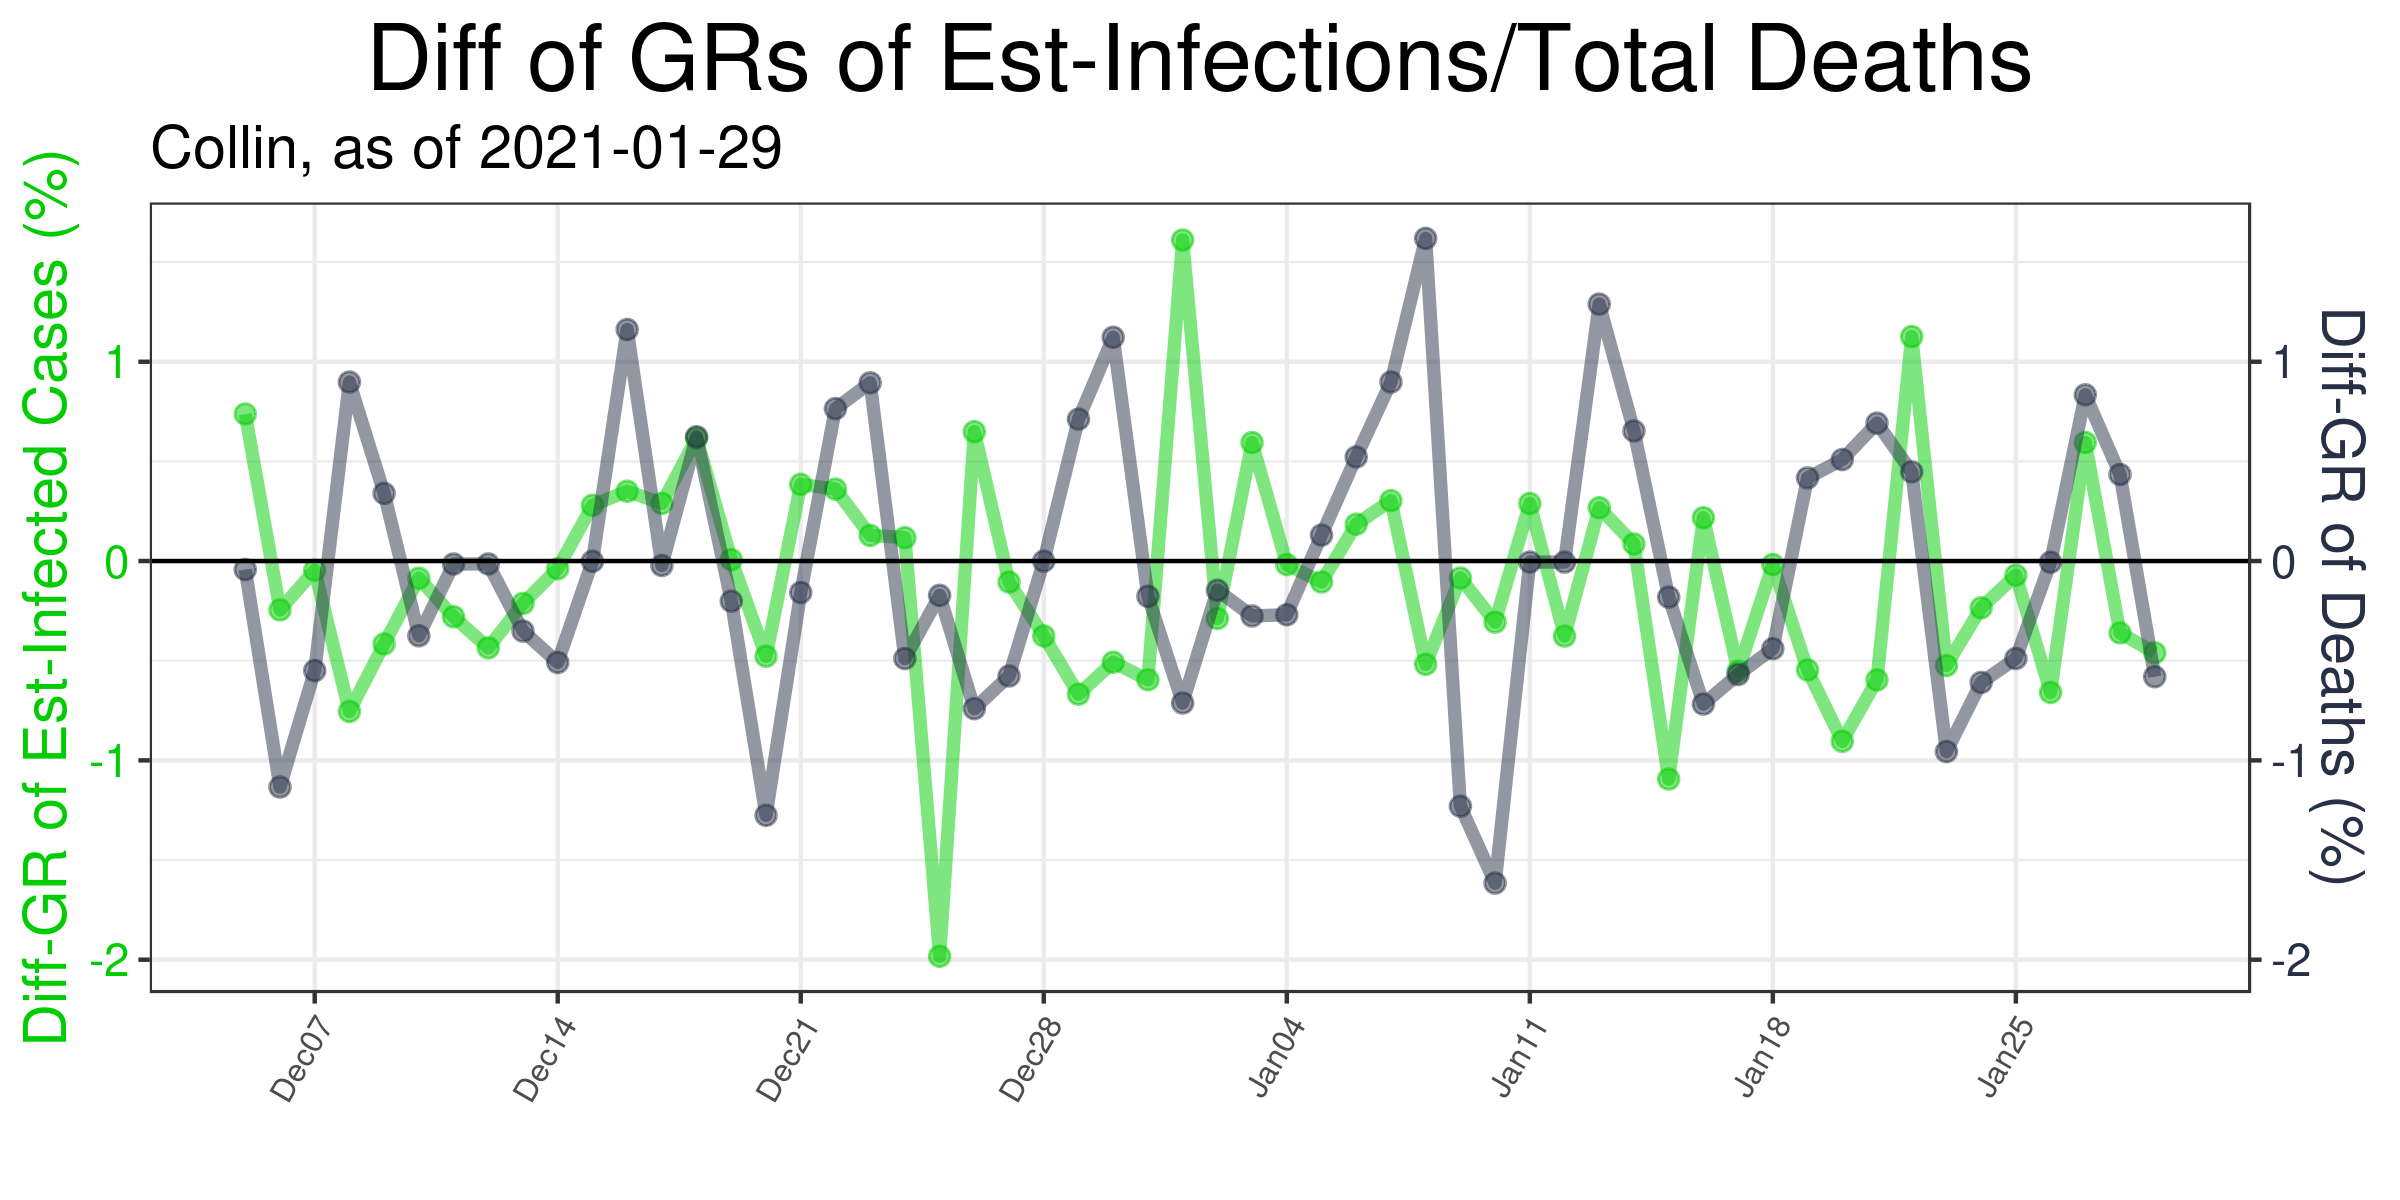 Diff of GRs of Est-Infections/Total Deaths
Collin, as of 2021-01-29
Diff-GR of Est-Infected Cases (%)
1
0
-1
-2
1
0
-1
-2
Diff-GR of Deaths (%)
Dec07
Dec14
Dec21
Dec28
Jan04
Jan11
Jan18
Jan25